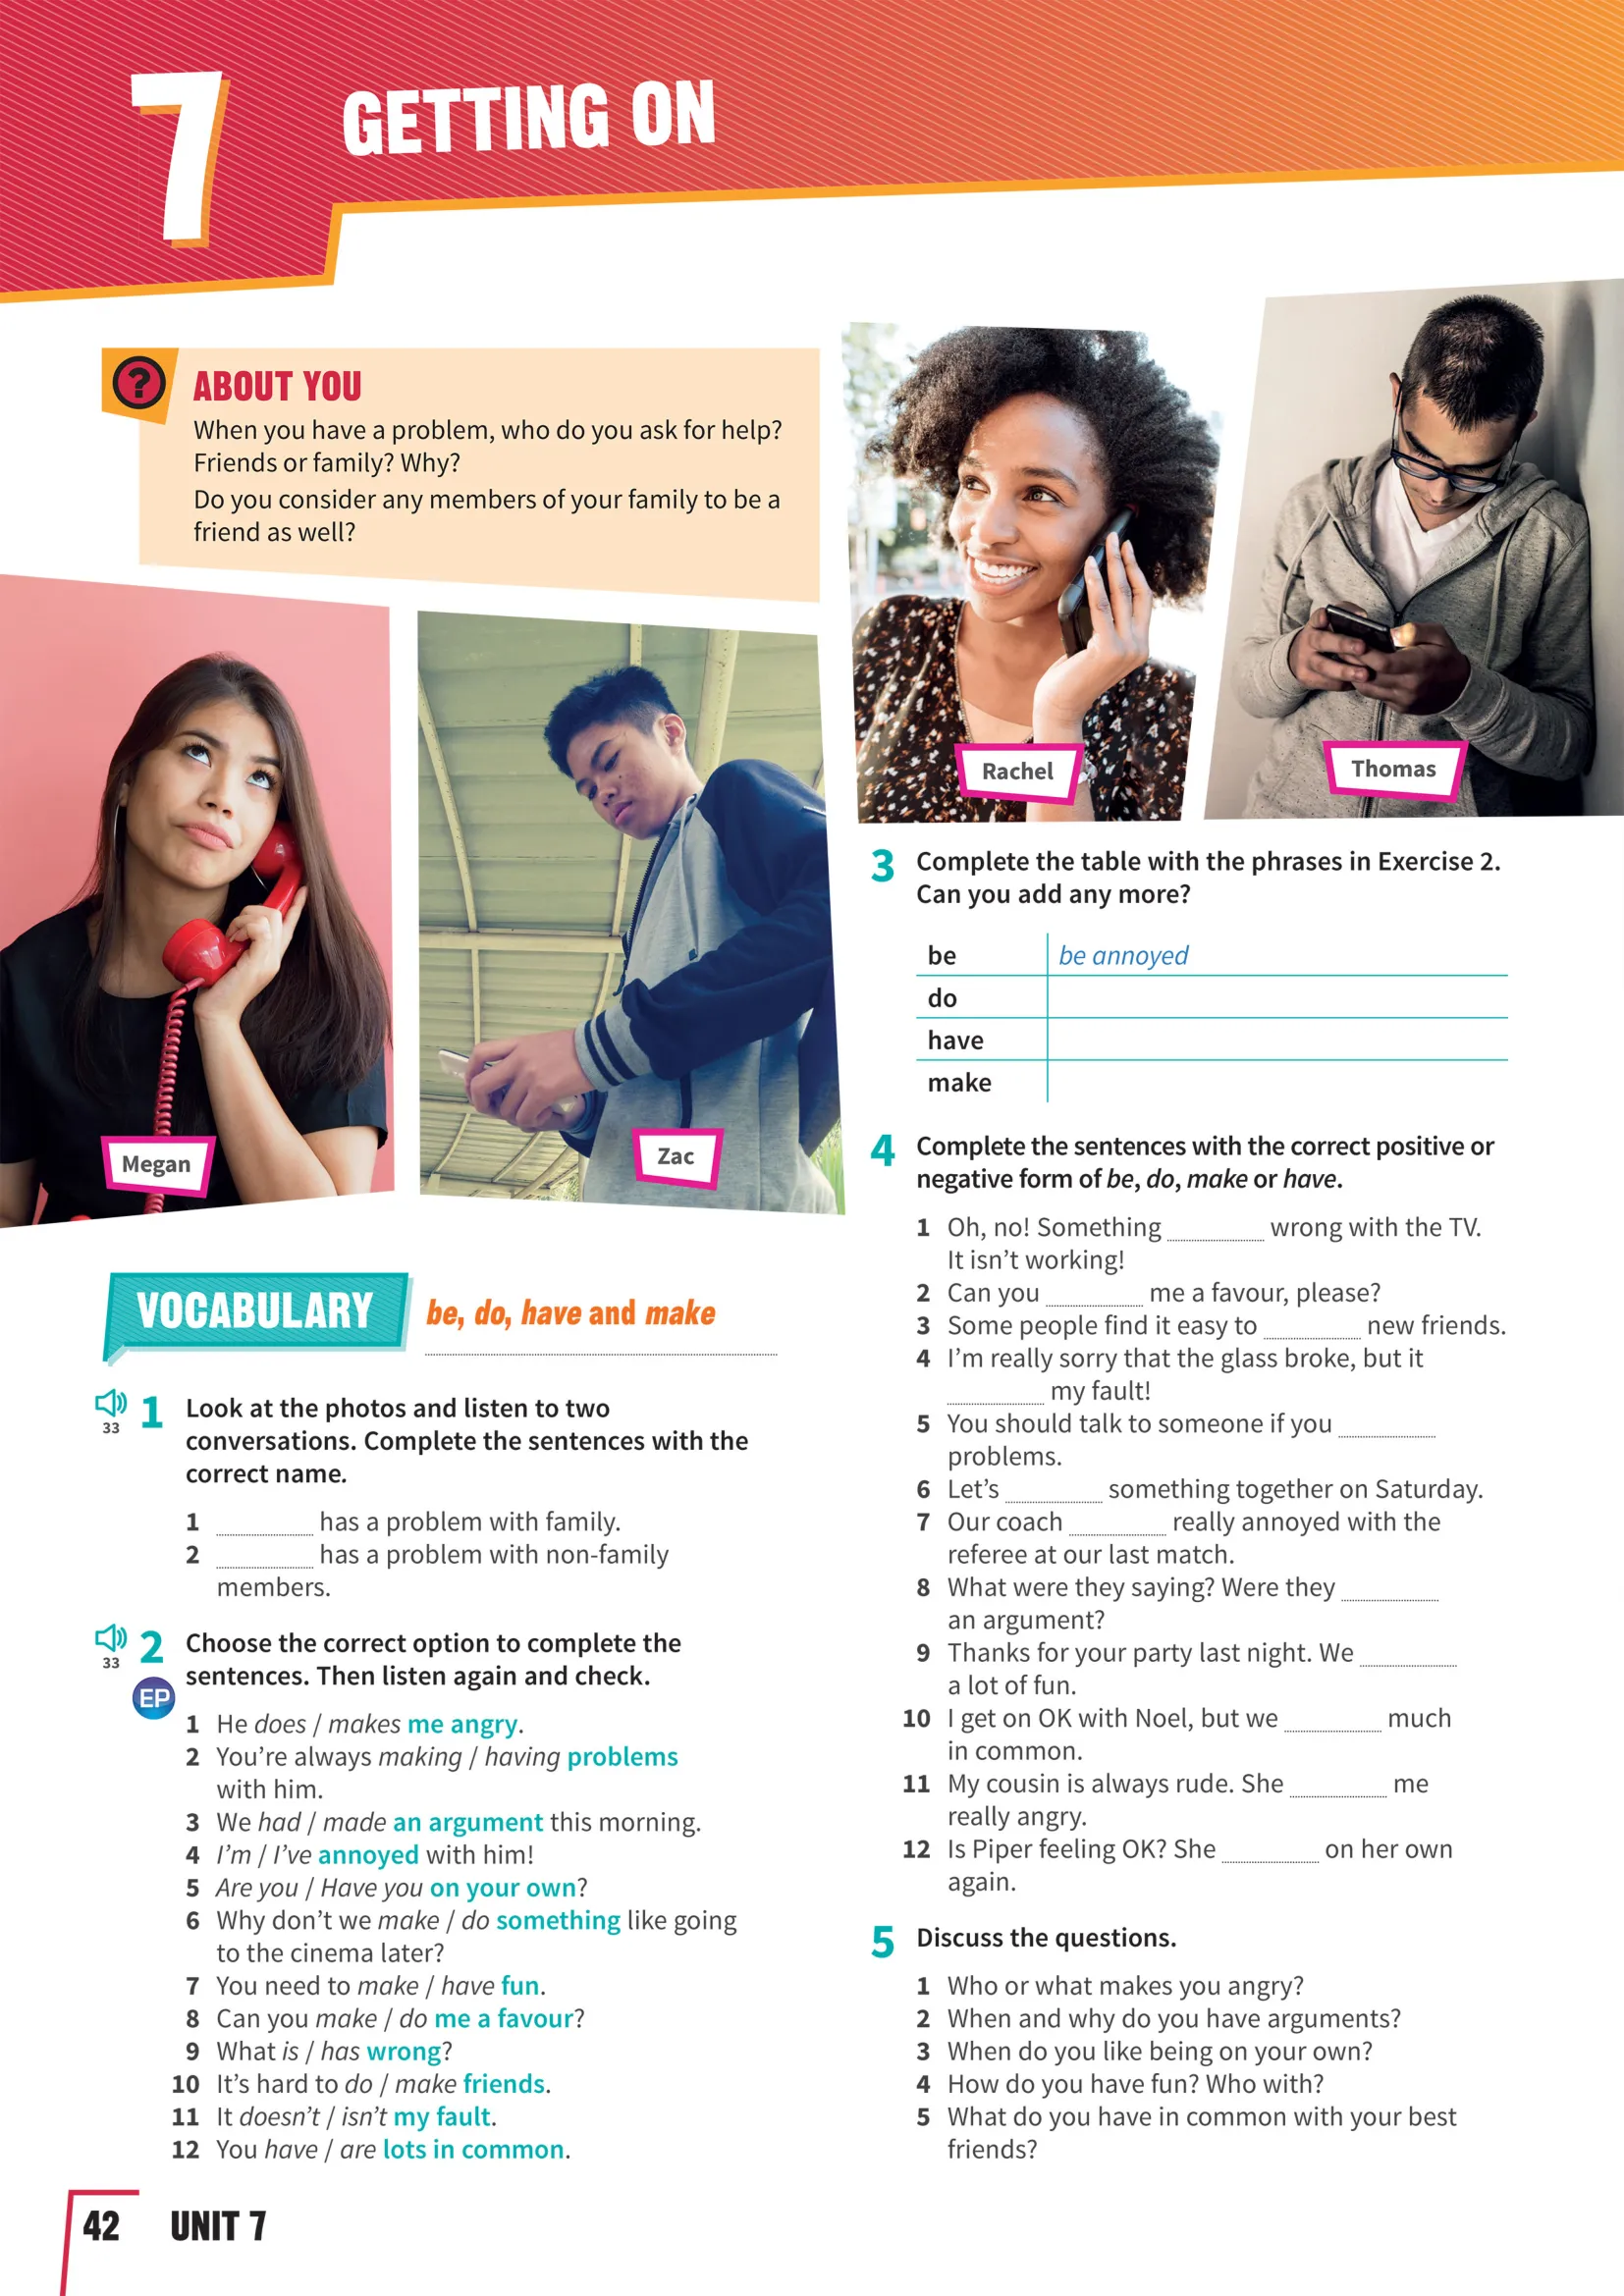 7
GETTING ON
?
ABOUT YOU
When you have a problem, who do you ask for help?
Friends or family? Why?
Do you consider any members of your family to be a
friend as well?
Megan
Zac
Rachel
Thomas
VOCABULARY
be, do, have and make
33
1 Look at the photos and listen to two
conversations. Complete the sentences with the
correct name.
1 has a problem with family.
2 has a problem with non-family
members.
33
EP
2 Choose the correct option to complete the
sentences. Then listen again and check.
1 He does / makes me angry.
2 You’re always making / having problems
with him.
3 We had / made an argument this morning.
4 I’m / I’ve annoyed with him!
5 Are you / Have you on your own?
6 Why don’t we make / do something like going
to the cinema later?
7 You need to make / have fun.
8 Can you make / do me a favour?
9 What is / has wrong?
10 It’s hard to do / make friends.
11 It doesn’t / isn’t my fault.
12 You have / are lots in common.
3 Complete the table with the phrases in Exercise 2.
Can you add any more?
be be annoyed
do
have
make
4 Complete the sentences with the correct positive or
negative form of be, do, make or have.
1 Oh, no! Something wrong with the TV.
It isn’t working!
2 Can you me a favour, please?
3 Some people find it easy to new friends.
4 I’m really sorry that the glass broke, but it
my fault!
5 You should talk to someone if you
problems.
6 Let’s something together on Saturday.
7 Our coach really annoyed with the
referee at our last match.
8 What were they saying? Were they
an argument?
9 Thanks for your party last night. We
a lot of fun.
10 I get on OK with Noel, but we much
in common.
11 My cousin is always rude. She me
really angry.
12 Is Piper feeling OK? She on her own
again.
5 Discuss the questions.
1 Who or what makes you angry?
2 When and why do you have arguments?
3 When do you like being on your own?
4 How do you have fun? Who with?
5 What do you have in common with your best
friends?
42 UNIT 7